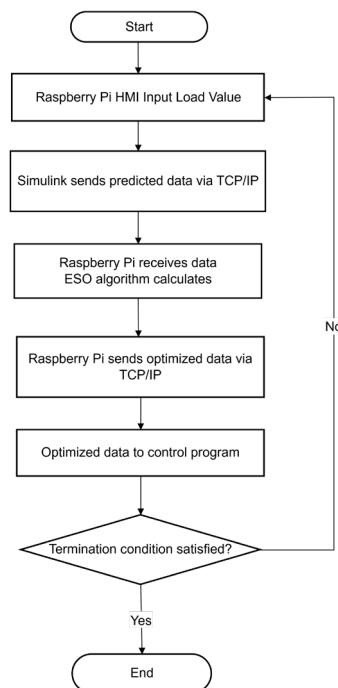 Start
Raspberry Pi HMI Input Load Value
Simulink sends predicted data via TCP/IP
Raspberry Pi receives data
ESO algorithm calculates
Raspberry Pi sends optimized data via
TCP/IP
Optimized data to control program
Termination condition satisfied?
No
Yes
End